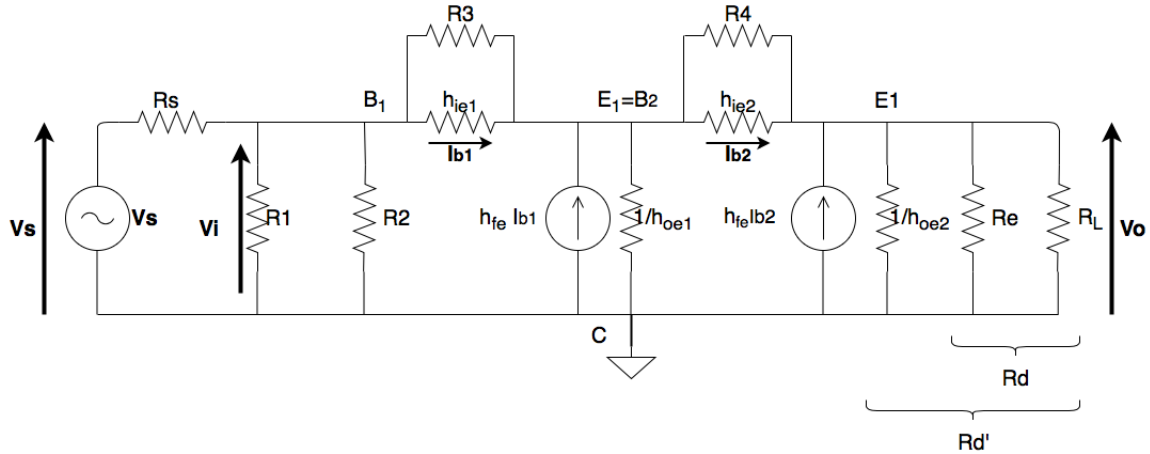 R3
R4
Rs
B1
hie1
E1=B2
hie2
E1
Ib1
Ib2
Vs
Vs
Vi
R1
R2
hfe Ib1
1/hoe1
hfeIb2
1/hoe2
Re
RL
Vo
C
Rd
Rd'